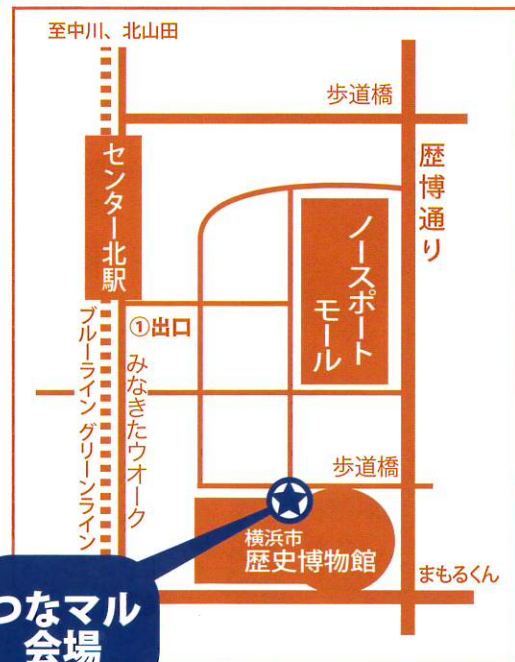 至中川、北山田
歩道橋
センター北駅
歴博通り
ノースポート
モール
①出口
ブルーライン グリーンライン
みなきたウオーク
歩道橋
横浜市
歴史博物館
まもるくん
つなマル
会場